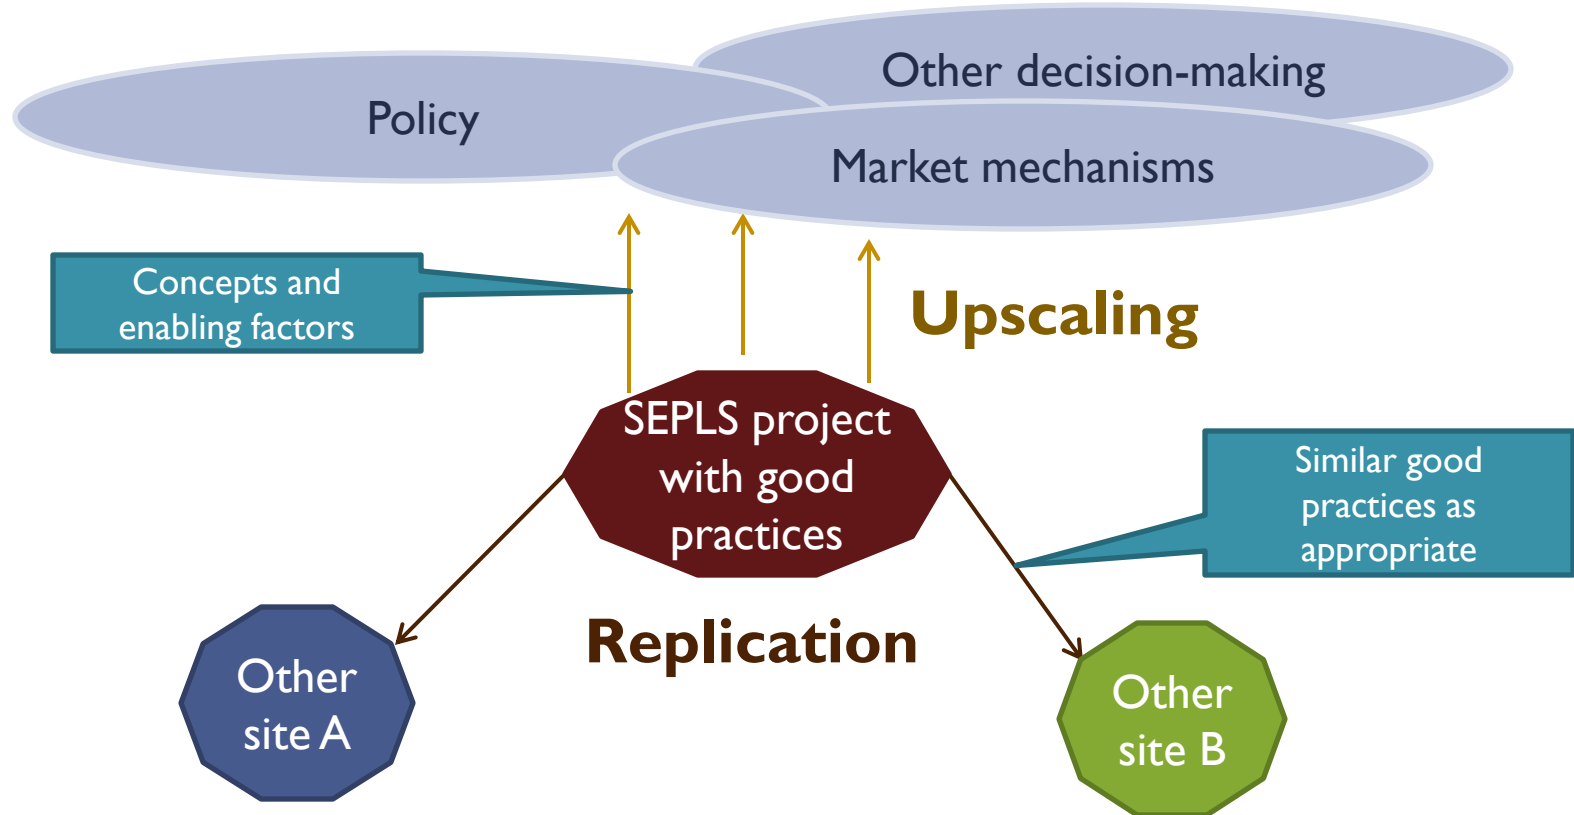 Other decision-making
Policy
Market mechanisms
Concepts and
enabling factors
Upscaling
SEPLS project
with good
practices
Similar good
practices as
appropriate
Replication
Other
site A
Other
site B